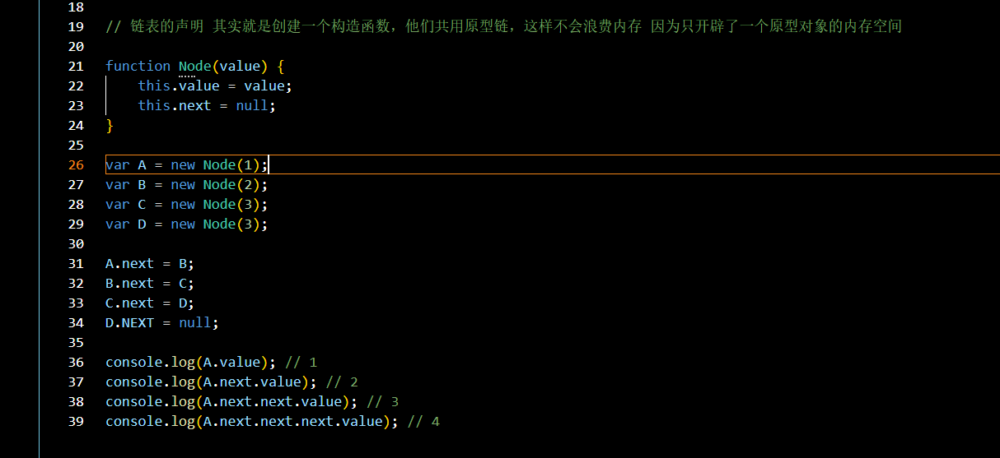 18
19 // 链表的声明 其实就是创建一个构造函数，他们共用原型链，这样不会浪费内存 因为只开辟了一个原型对象的内存空间
20
21 function Node(value) {
22     this.value = value;
23     this.next = null;
24 }
25
26 var A = new Node(1);
27 var B = new Node(2);
28 var C = new Node(3);
29 var D = new Node(3);
30
31 A.next = B;
32 B.next = C;
33 C.next = D;
34 D.NEXT = null;
35
36 console.log(A.value); // 1
37 console.log(A.next.value); // 2
38 console.log(A.next.next.value); // 3
39 console.log(A.next.next.next.value); // 4